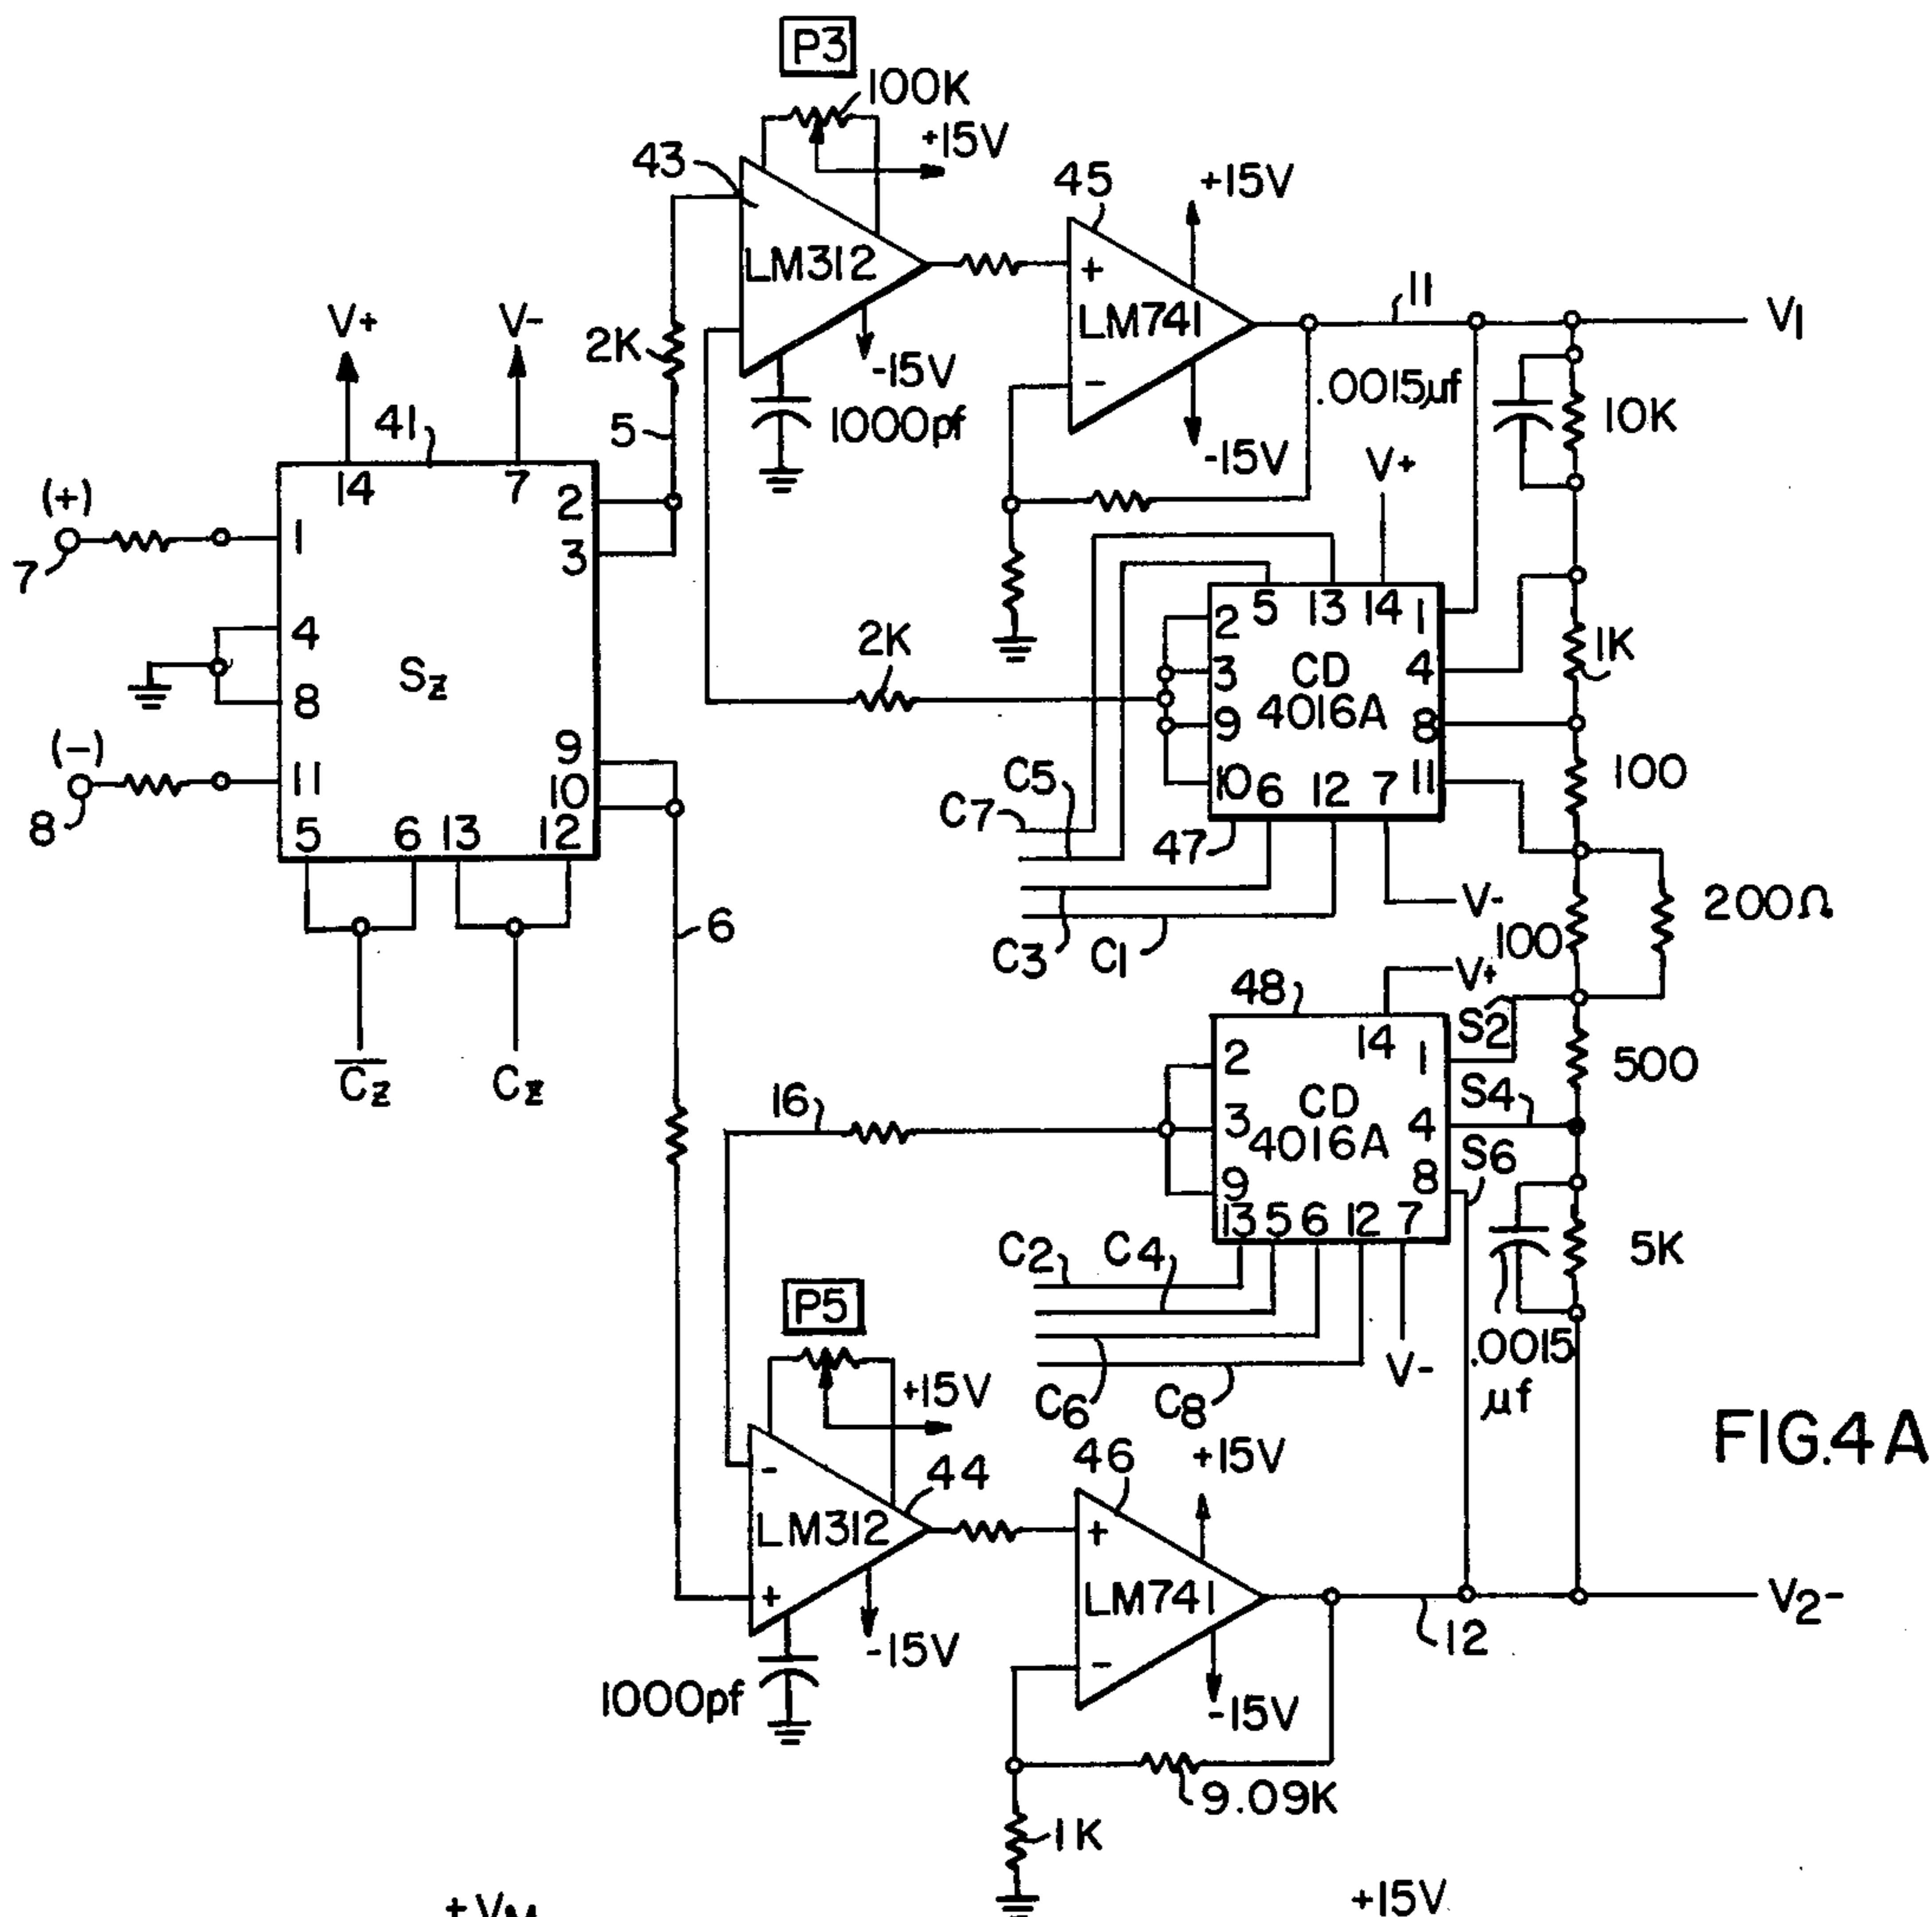 P3
100K
+15V
43
-
LM312
-15V
1000pf
45
+15V
+
LM741
-
-15V
11
V1
.0015µf
10K
V+
V-
2K
5
41
14
7
2
3
(+)
7
1
4
8
Sz
(-)
8
11
9
10
5
6
13
12
C̅z̅
Cz
6
V+
2K
5
13
14
1
2
3
4
9
8
10
6
12
7
11
CD
4016A
47
1K
100
C5
C7
C3
C1
V-
100
200Ω
48
V+
14
S2
500
2
1
CD
4016A
3
4
S4
9
8
S6
13
5
6
12
7
16
C2
C4
C6
C8
V-
5K
.0015
µf
P5
+15V
44
-
LM312
+
-15V
1000pf
46
+15V
+
LM741
-
-15V
12
V2-
9.09K
1K
FIG.4A
+VM
+15V